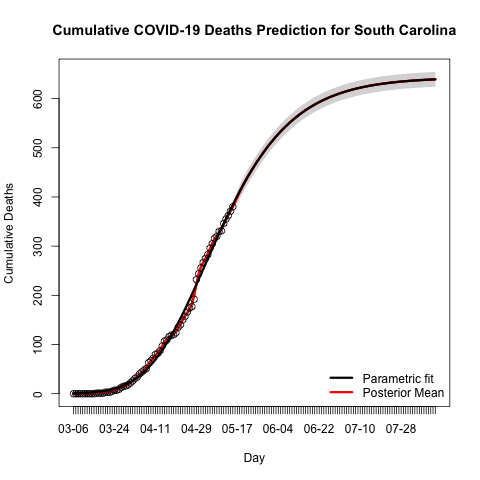 Cumulative COVID-19 Deaths Prediction for South Carolina
Cumulative Deaths
600
500
400
300
200
100
0
Parametric fit
Posterior Mean
03-06 03-24 04-11 04-29 05-17 06-04 06-22 07-10 07-28
Day